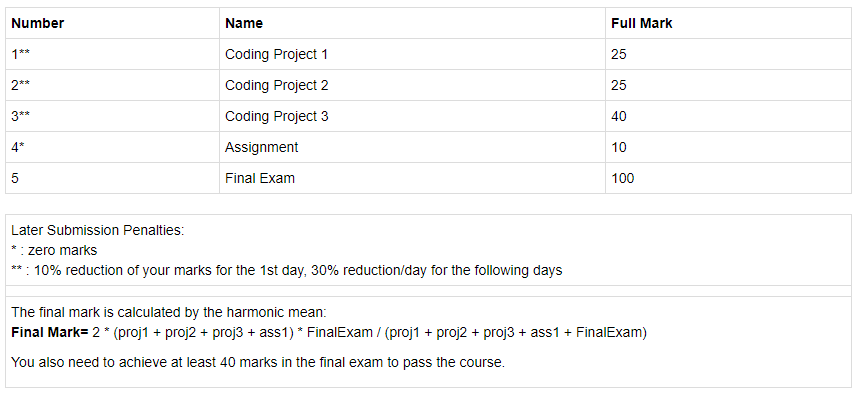 Number Name Full Mark
1** Coding Project 1 25
2** Coding Project 2 25
3** Coding Project 3 40
4* Assignment 10
5 Final Exam 100
Later Submission Penalties:
* : zero marks
** : 10% reduction of your marks for the 1st day, 30% reduction/day for the following days
The final mark is calculated by the harmonic mean:
Final Mark= 2 * (proj1 + proj2 + proj3 + ass1) * FinalExam / (proj1 + proj2 + proj3 + ass1 + FinalExam)
You also need to achieve at least 40 marks in the final exam to pass the course.